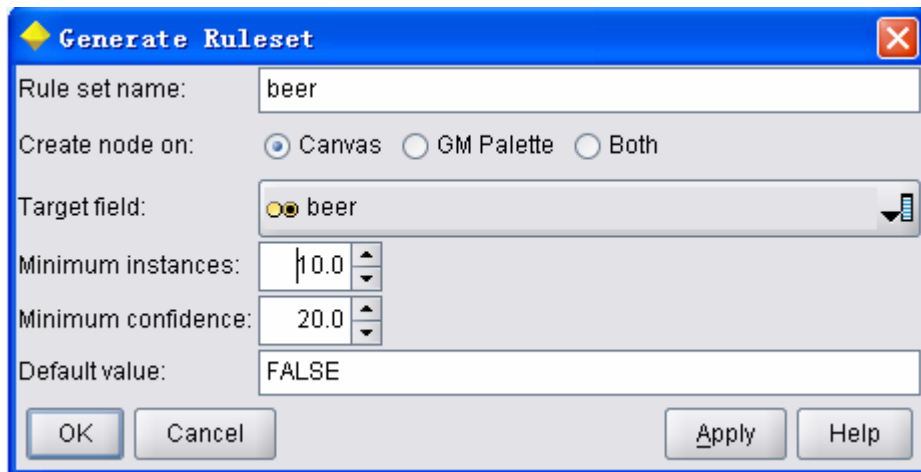 Generate Ruleset
Rule set name: beer
Create node on: Canvas GM Palette Both
Target field: beer
Minimum instances: 10.0
Minimum confidence: 20.0
Default value: FALSE
OK Cancel Apply Help